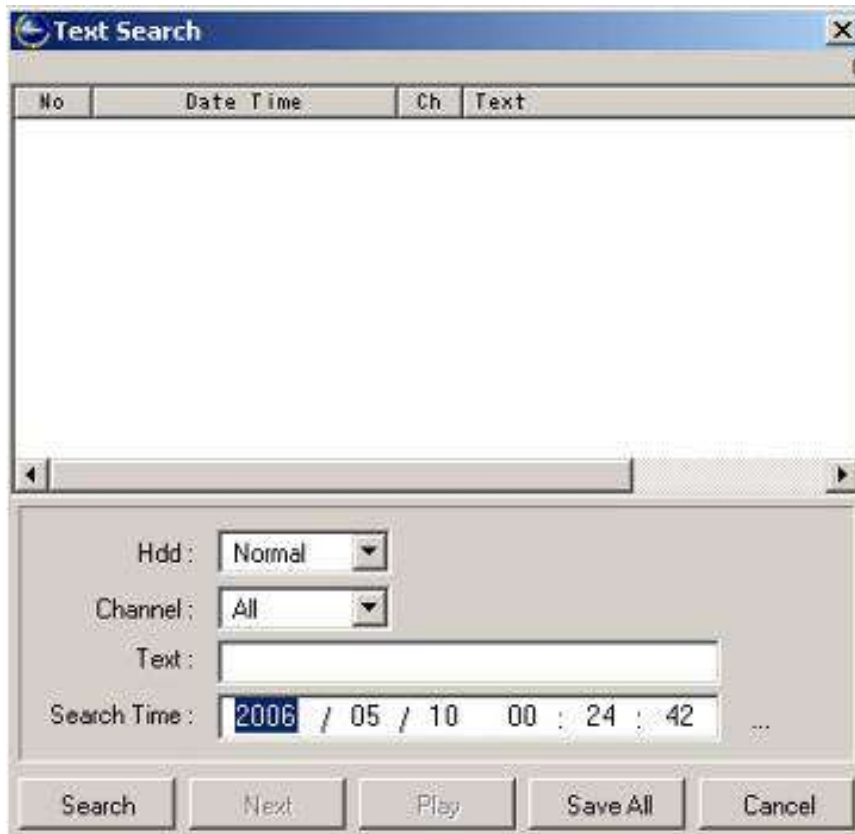 Text Search
No Date Time Ch Text
Hdd : Normal
Channel : All
Text :
Search Time : 2006 / 05 / 10 00 : 24 : 42 ...
Search Next Play Save All Cancel